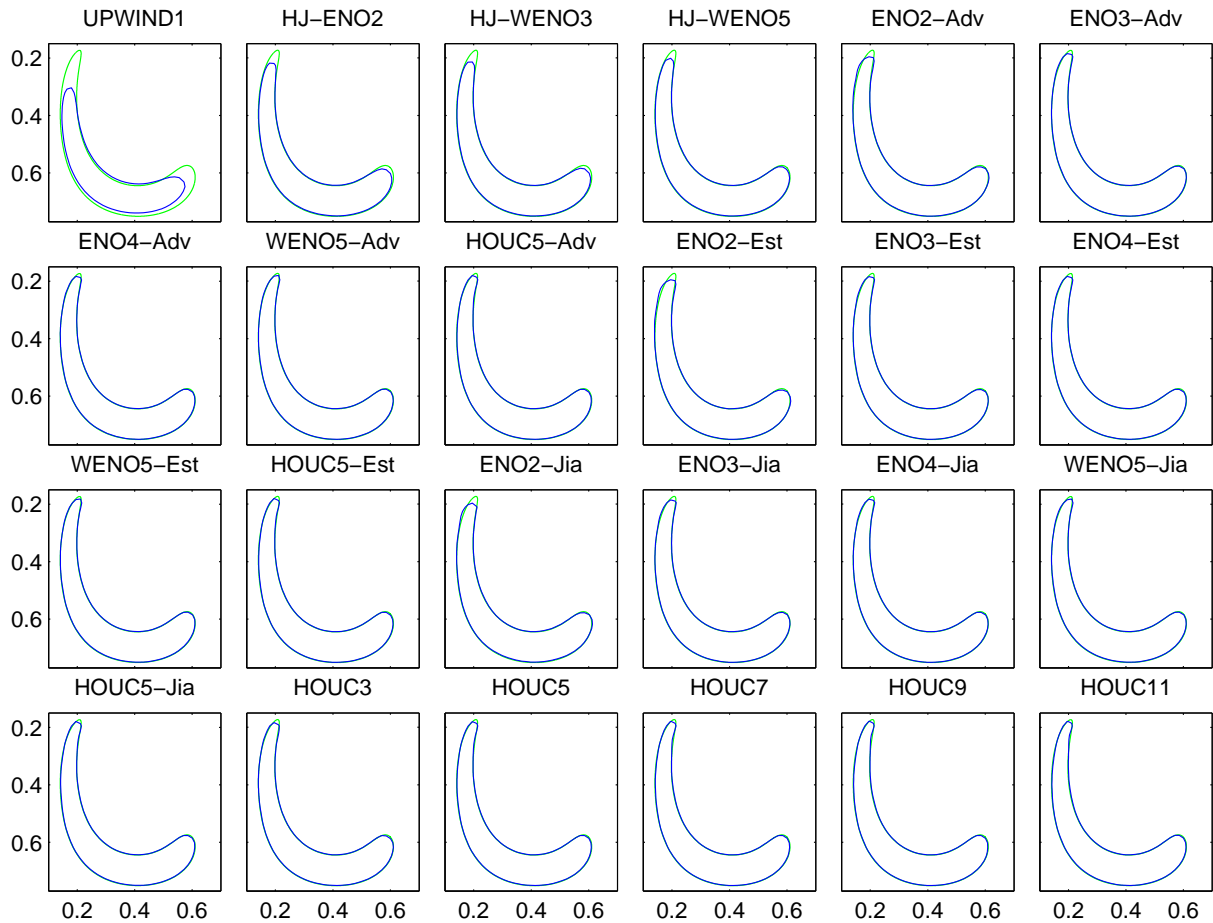 UPWIND1 HJ−ENO2 HJ−WENO3 HJ−WENO5 ENO2−Adv ENO3−Adv
0.2
0.4
0.6
ENO4−Adv WENO5−Adv HOUC5−Adv ENO2−Est ENO3−Est ENO4−Est
0.2
0.4
0.6
WENO5−Est HOUC5−Est ENO2−Jia ENO3−Jia ENO4−Jia WENO5−Jia
0.2
0.4
0.6
HOUC5−Jia HOUC3 HOUC5 HOUC7 HOUC9 HOUC11
0.2
0.4
0.6
0.2 0.4 0.6 0.2 0.4 0.6 0.2 0.4 0.6 0.2 0.4 0.6 0.2 0.4 0.6 0.2 0.4 0.6